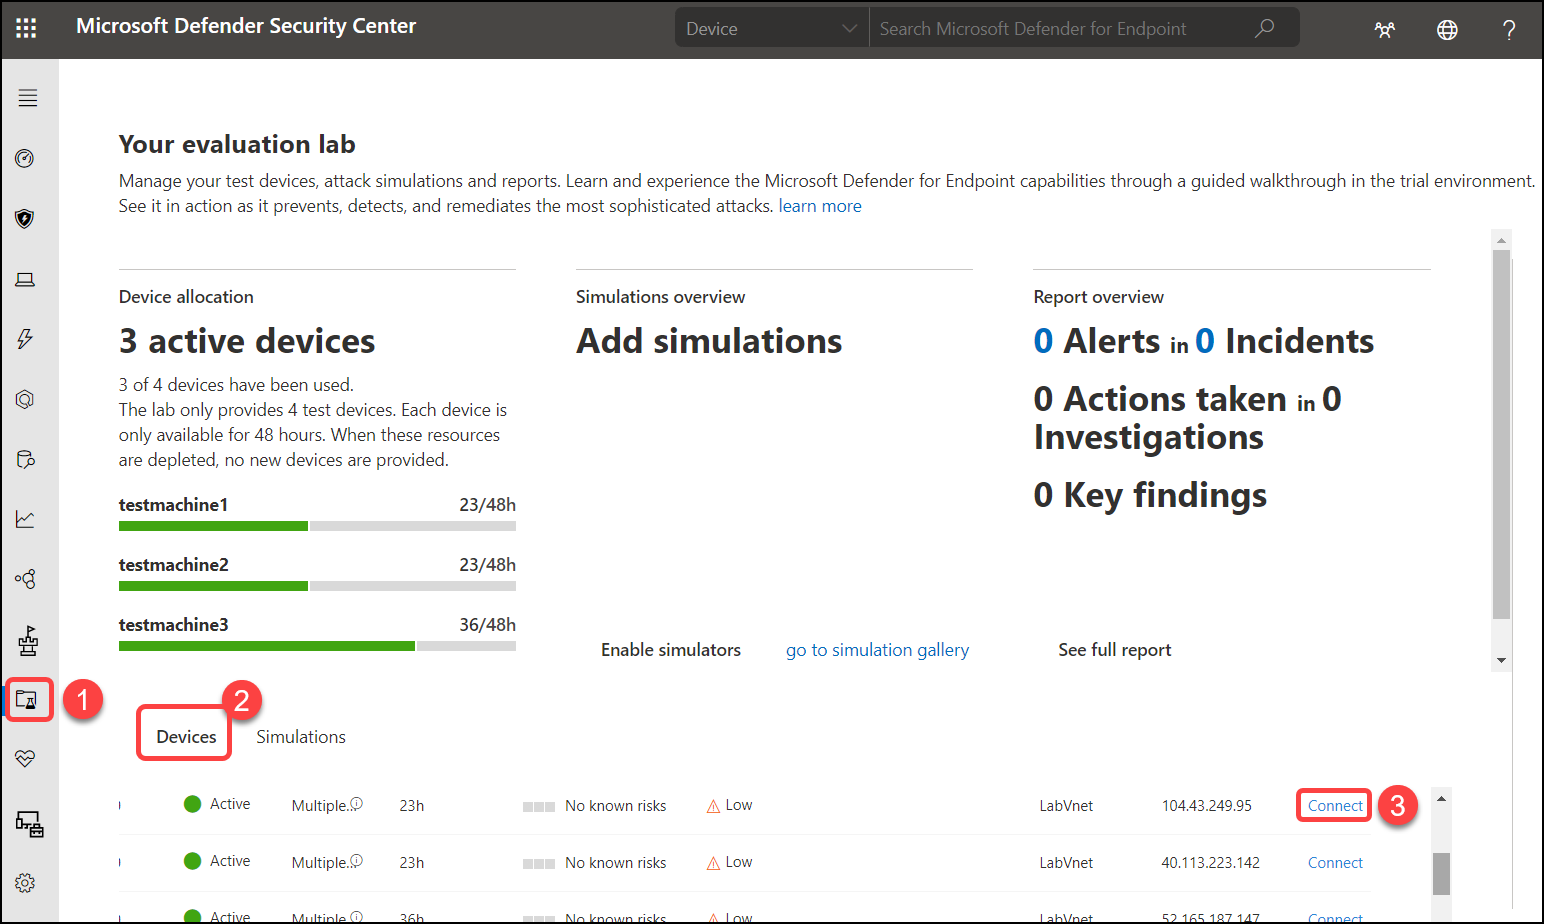 Microsoft Defender Security Center
Device
Search Microsoft Defender for Endpoint
?
Your evaluation lab
Manage your test devices, attack simulations and reports. Learn and experience the Microsoft Defender for Endpoint capabilities through a guided walkthrough in the trial environment.
See it in action as it prevents, detects, and remediates the most sophisticated attacks. learn more
Device allocation
3 active devices
3 of 4 devices have been used.
The lab only provides 4 test devices. Each device is
only available for 48 hours. When these resources
are depleted, no new devices are provided.
testmachine1 23/48h
testmachine2 23/48h
testmachine3 36/48h
Simulations overview
Add simulations
Enable simulators go to simulation gallery
Report overview
0 Alerts in 0 Incidents
0 Actions taken in 0
Investigations
0 Key findings
See full report
1
2
Devices Simulations
Active Multiple... 23h No known risks Low LabVnet 104.43.249.95 Connect 3
Active Multiple... 23h No known risks Low LabVnet 40.113.223.142 Connect
Active Multiple... 36h No known risks Low LabVnet 52.165.187.147 Connect